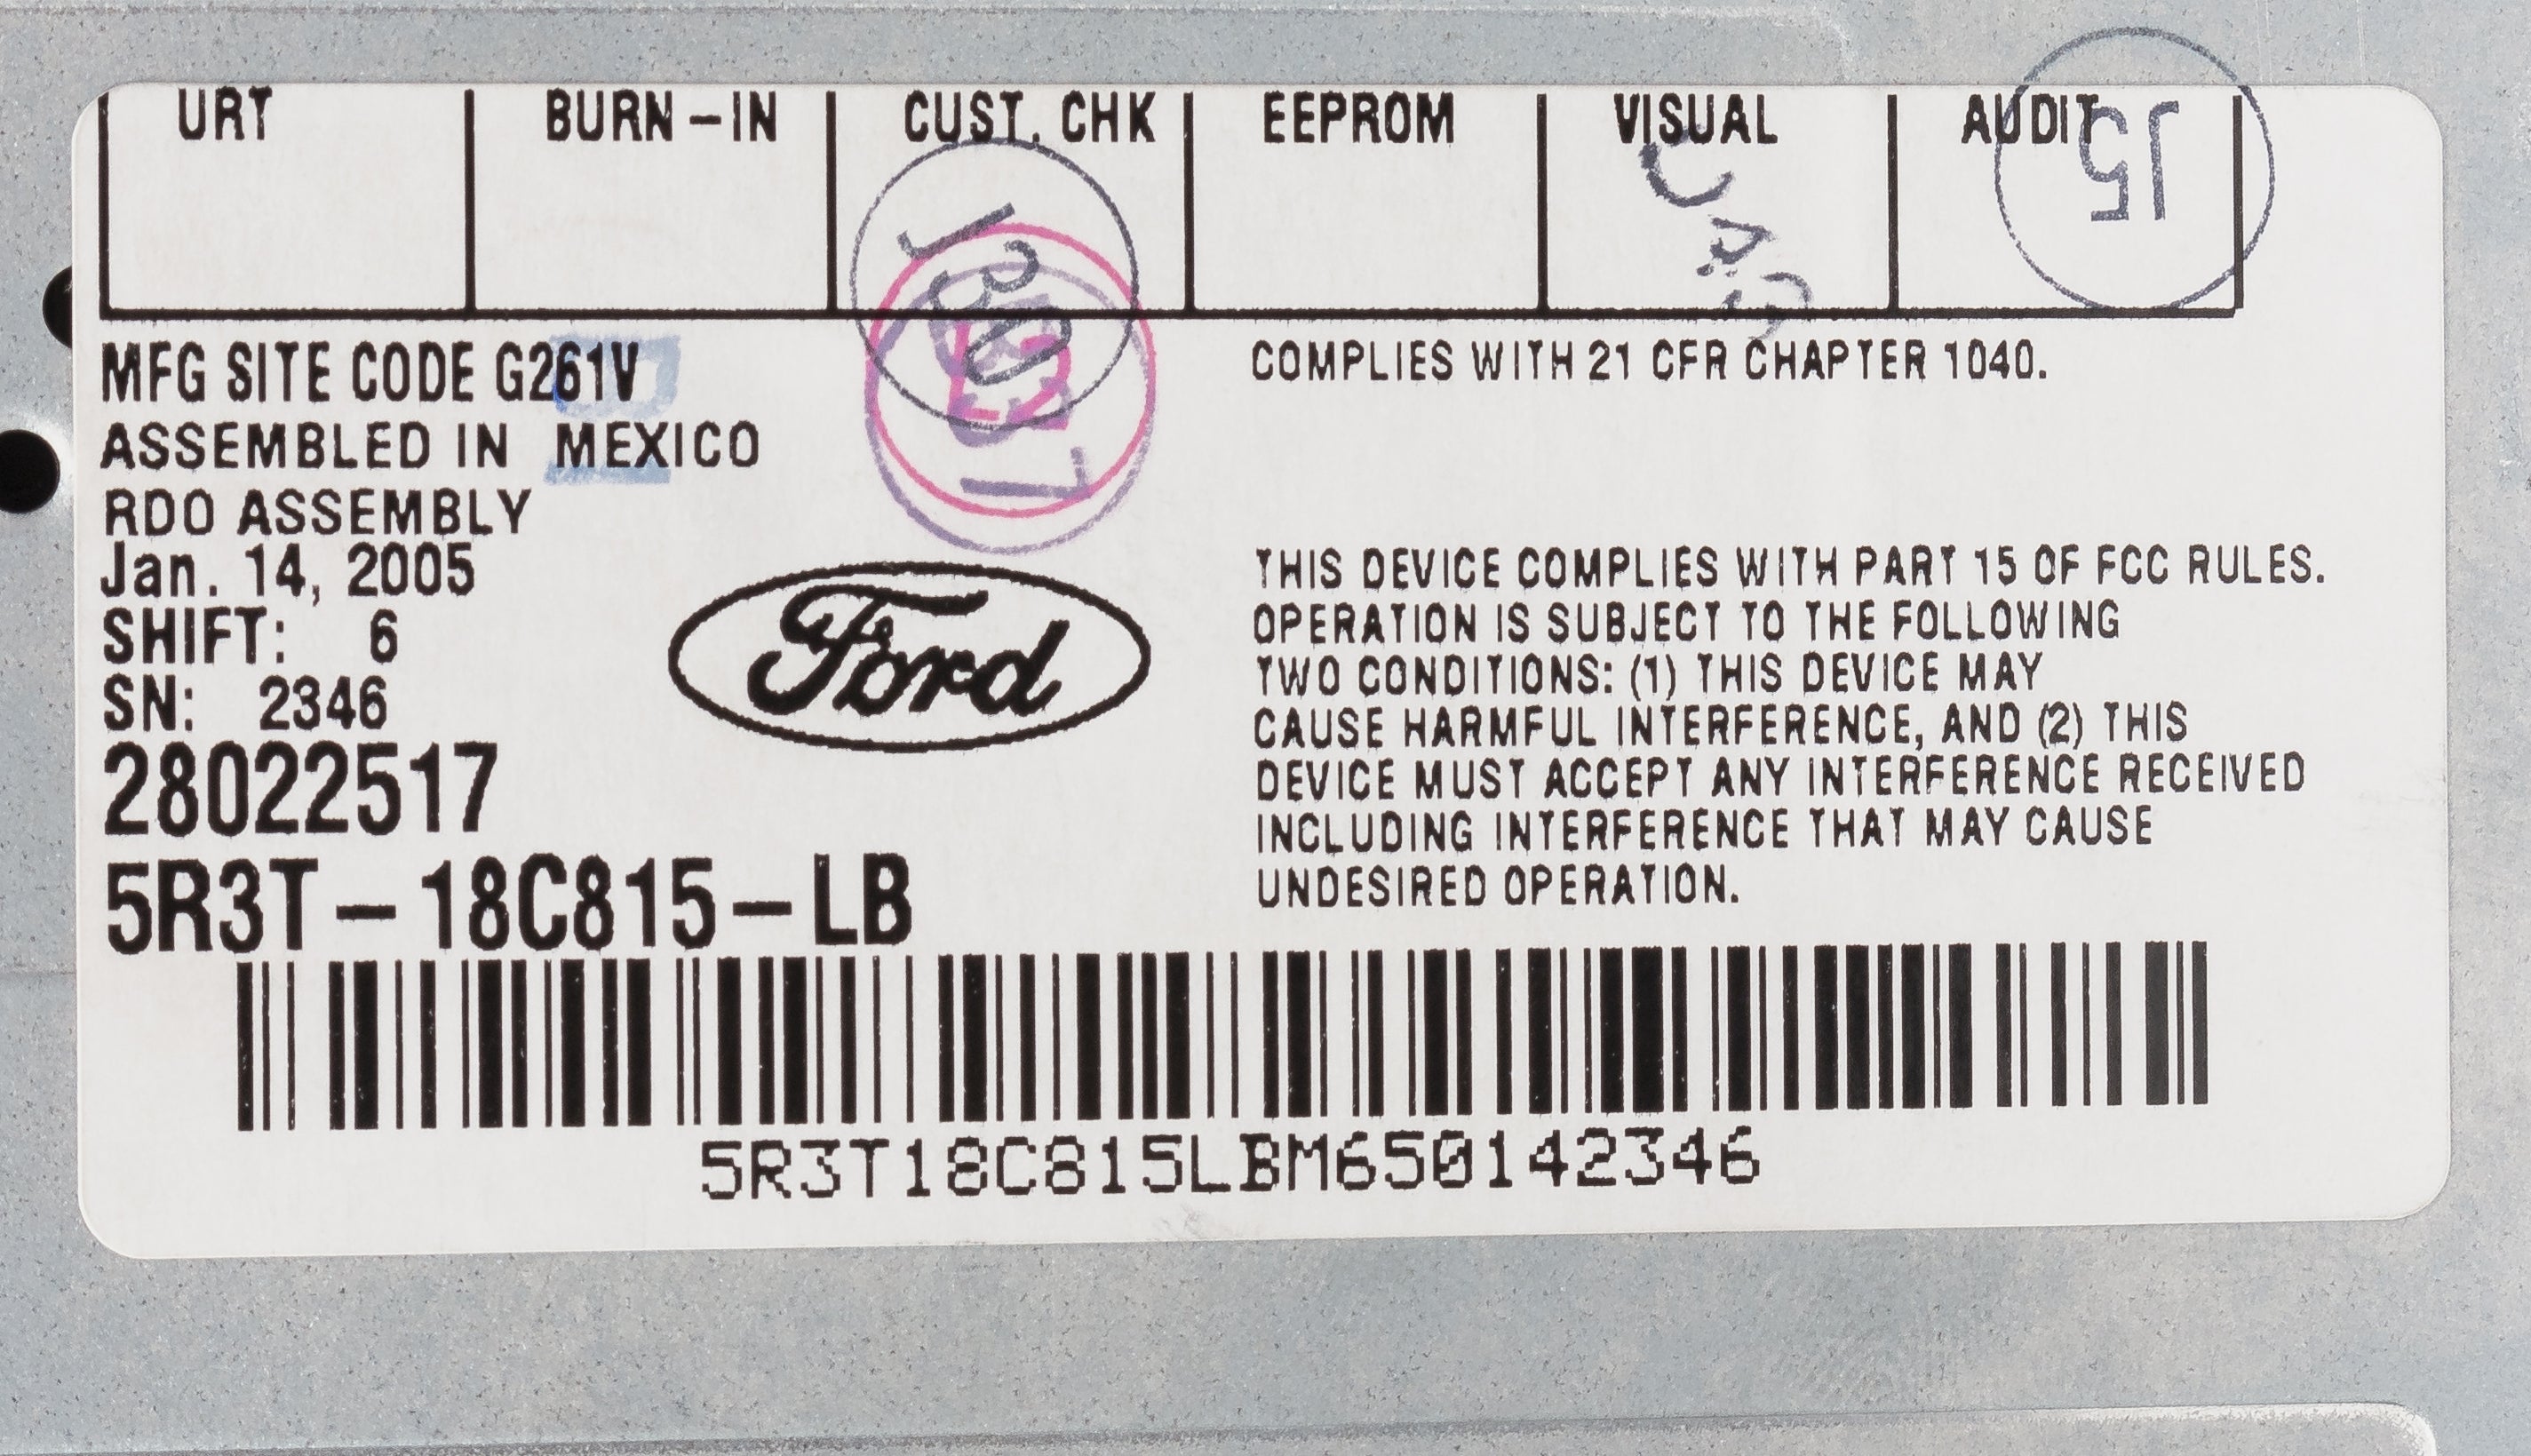 URT BURN-IN CUST. CHK EEPROM VISUAL AUDIT
J5
J30
MFG SITE CODE G261V
ASSEMBLED IN MEXICO
RDO ASSEMBLY
Jan. 14, 2005
SHIFT: 6
SN: 2346
28022517
5R3T-18C815-LB
Ford
COMPLIES WITH 21 CFR CHAPTER 1040.
THIS DEVICE COMPLIES WITH PART 15 OF FCC RULES.
OPERATION IS SUBJECT TO THE FOLLOWING
TWO CONDITIONS: (1) THIS DEVICE MAY
CAUSE HARMFUL INTERFERENCE, AND (2) THIS
DEVICE MUST ACCEPT ANY INTERFERENCE RECEIVED
INCLUDING INTERFERENCE THAT MAY CAUSE
UNDESIRED OPERATION.
5R3T18C815LBM650142346